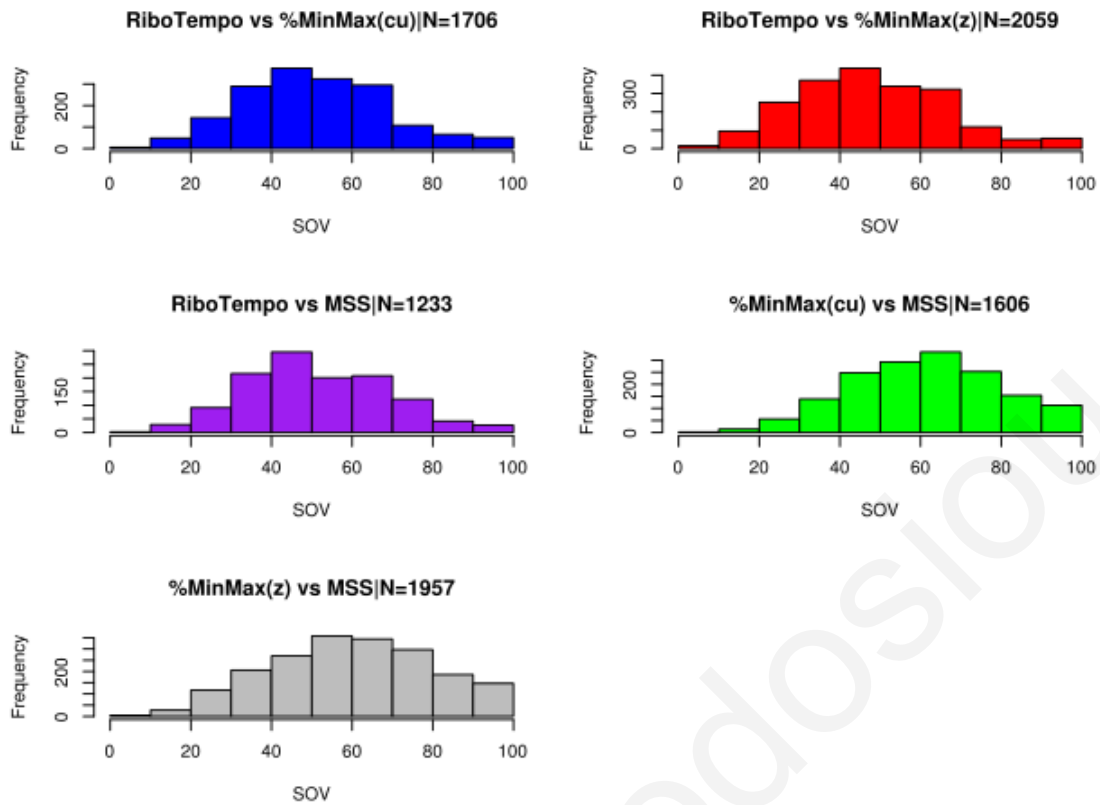 RiboTempo vs %MinMax(cu)|N=1706
Frequency
0 200
0 20 40 60 80 100
SOV
RiboTempo vs %MinMax(z)|N=2059
Frequency
0 300
0 20 40 60 80 100
SOV
RiboTempo vs MSS|N=1233
Frequency
0 150
0 20 40 60 80 100
SOV
%MinMax(cu) vs MSS|N=1606
Frequency
0 200
0 20 40 60 80 100
SOV
%MinMax(z) vs MSS|N=1957
Frequency
0 200
0 20 40 60 80 100
SOV
dosiou